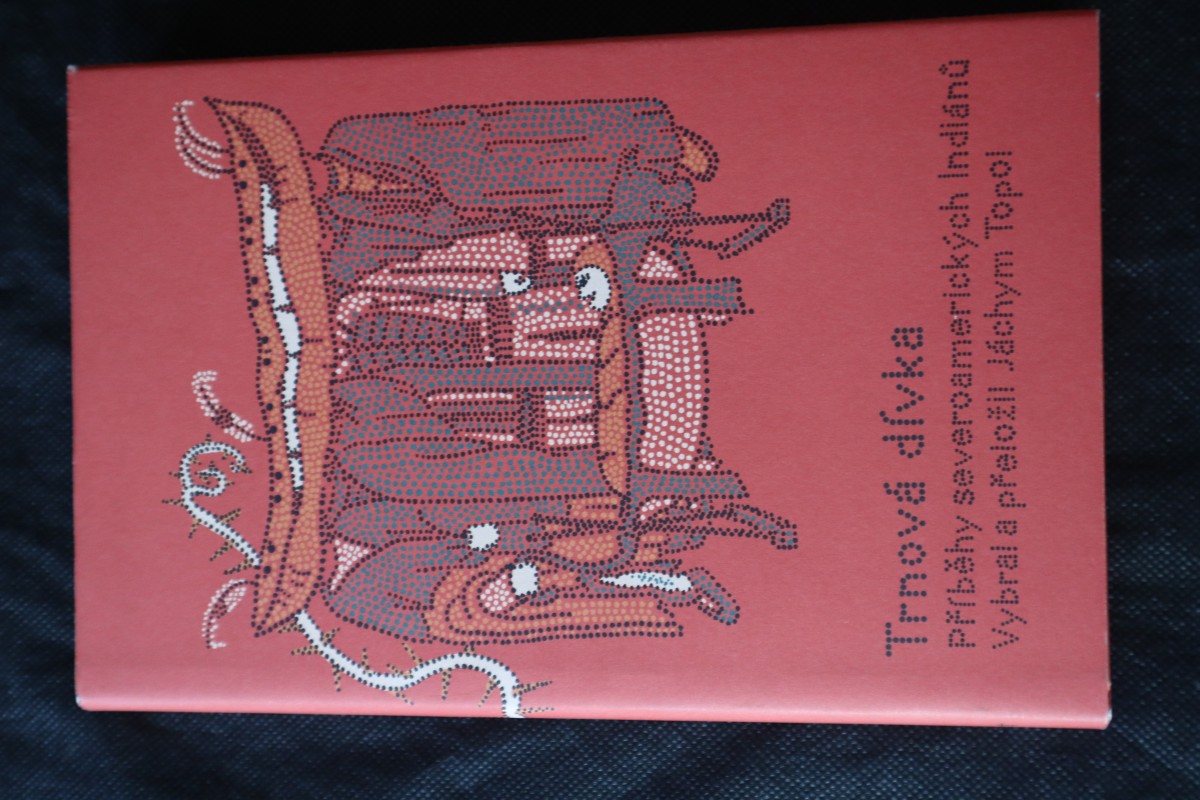 Trnová dívka
Příběhy severoamerických Indiánů
Vybral a přeložil Jáchym Topol